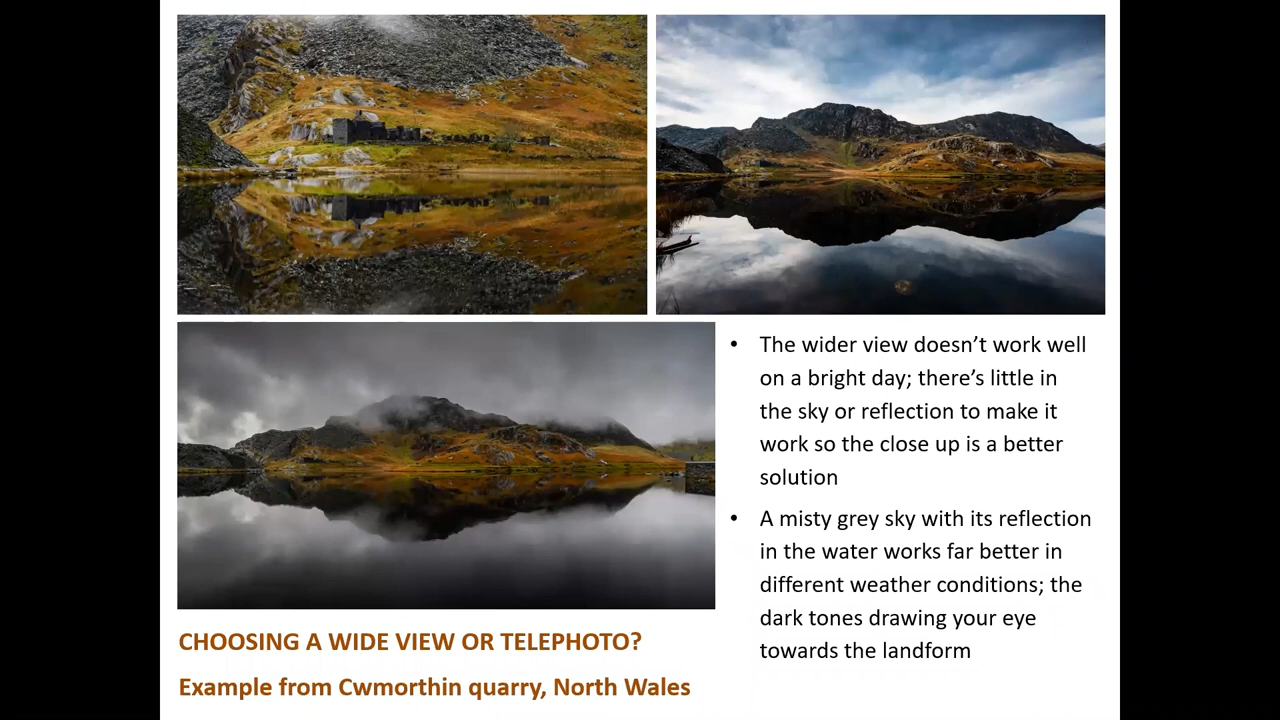 • The wider view doesn’t work well
on a bright day; there’s little in
the sky or reflection to make it
work so the close up is a better
solution
• A misty grey sky with its reflection
in the water works far better in
different weather conditions; the
dark tones drawing your eye
towards the landform
CHOOSING A WIDE VIEW OR TELEPHOTO?
Example from Cwmorthin quarry, North Wales